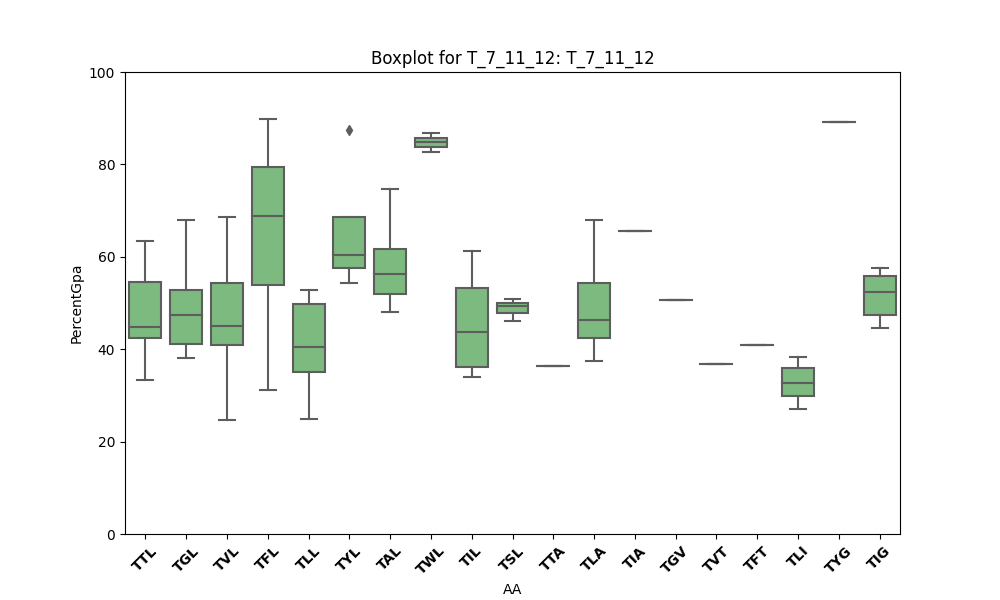 Boxplot for T_7_11_12: T_7_11_12
100
80
60
40
20
0
PercentGpa
TTL TGL TVL TFL TLL TYL TAL TWL TIL TSL TTA TLA TIA TGV TVT TFT TLI TYG TIG
AA